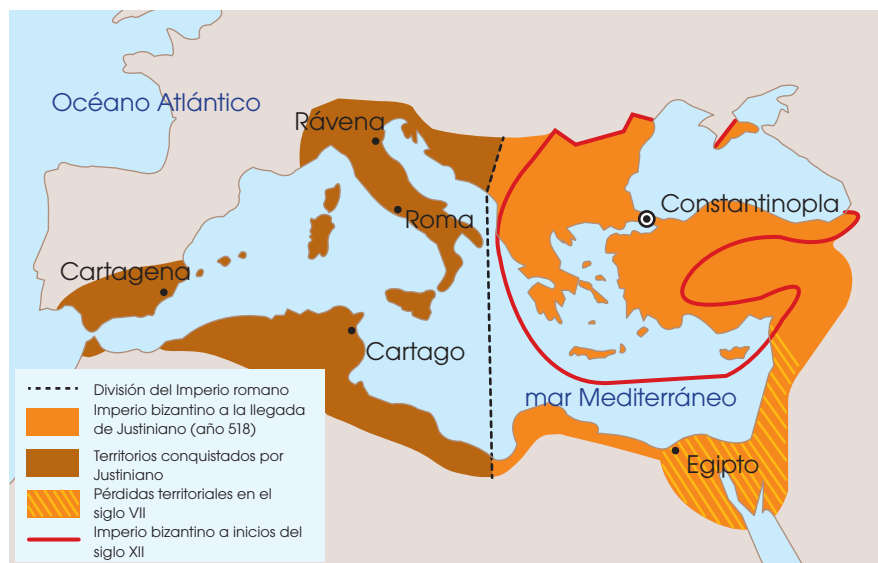 Océano Atlántico
Rávena
Constantinopla
Roma
Cartagena
Cartago
mar Mediterráneo
Egipto
División del Imperio romano
Imperio bizantino a la llegada
de Justiniano (año 518)
Territorios conquistados por
Justiniano
Pérdidas territoriales en el
siglo VII
Imperio bizantino a inicios del
siglo XII